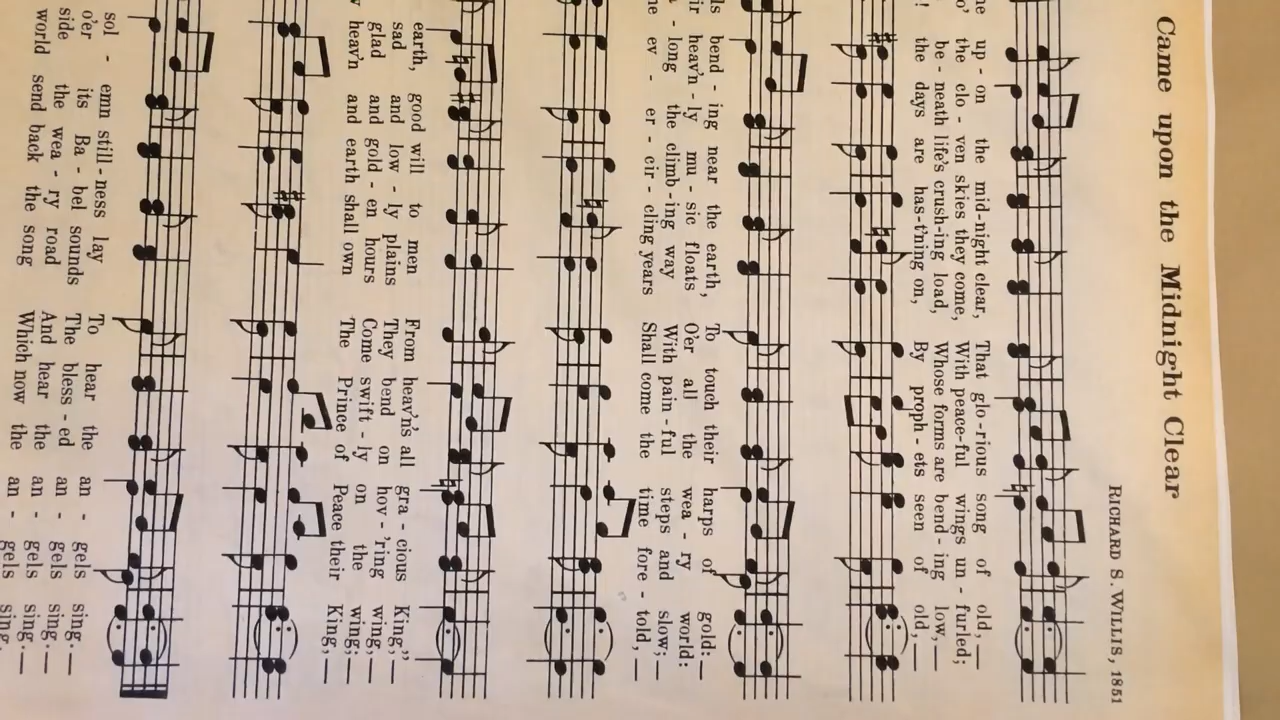 Came upon the Midnight Clear
RICHARD S. WILLIS, 1851
up - on the mid-night clear, That glo - rious song of old,
the clo - ven skies they come, With peace-ful wings un - furled;
be - neath life's crush-ing load, Whose forms are bend - ing low,
! the days are has-t'ning on, By proph - ets seen of old,
bend - ing near the earth, To touch their harps of gold:
heav'n - ly mu - sic floats O'er all the wea - ry world:
- long the climb-ing way With pain - ful steps and slow;
ev - er - cir - cling years Shall come the time fore - told,
earth, good will to men From heav'n's all gra - cious King,"
sad and low - ly plains They bend on hov - 'ring wing,
glad and gold - en hours Come swift - ly on the wing;
heav'n and earth shall own The Prince of Peace their King,
sol - emn still-ness lay To hear the an - gels sing.
o'er its Ba - bel sounds The bless - ed an - gels sing.
side the wea - ry road And hear the an - gels sing.
world send back the song Which now the an - gels sing.